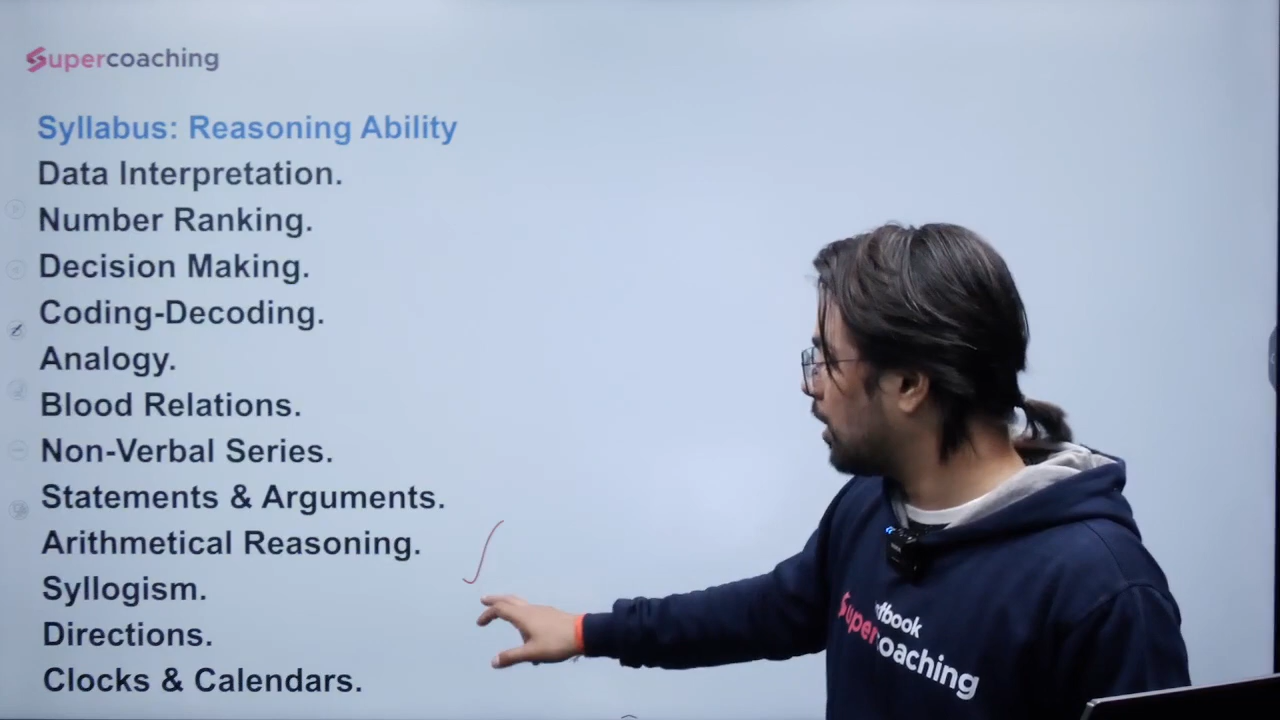 Supercoaching
Syllabus: Reasoning Ability
Data Interpretation.
Number Ranking.
Decision Making.
Coding-Decoding.
Analogy.
Blood Relations.
Non-Verbal Series.
Statements & Arguments.
Arithmetical Reasoning.
Syllogism.
Directions.
Clocks & Calendars.
book
Supercoaching